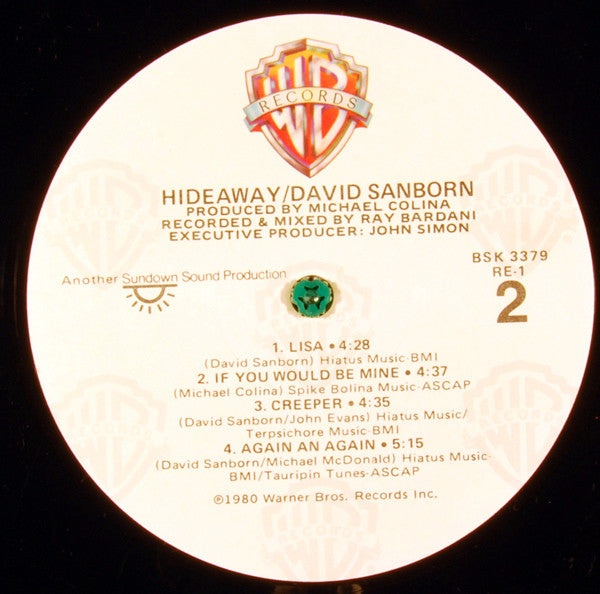 WB
RECORDS
HIDEAWAY/DAVID SANBORN
PRODUCED BY MICHAEL COLINA
RECORDED & MIXED BY RAY BARDANI
EXECUTIVE PRODUCER: JOHN SIMON
BSK 3379
RE-1
2
Another Sundown Sound Production
1. LISA • 4:28
(David Sanborn) Hiatus Music-BMI
2. IF YOU WOULD BE MINE • 4:37
(Michael Colina) Spike Bolina Music-ASCAP
3. CREEPER • 4:35
(David Sanborn/John Evans) Hiatus Music/
Terpsichore Music-BMI
4. AGAIN AN AGAIN • 5:15
(David Sanborn/Michael McDonald) Hiatus Music-
BMI/Tauripin Tunes-ASCAP
℗1980 Warner Bros. Records Inc.